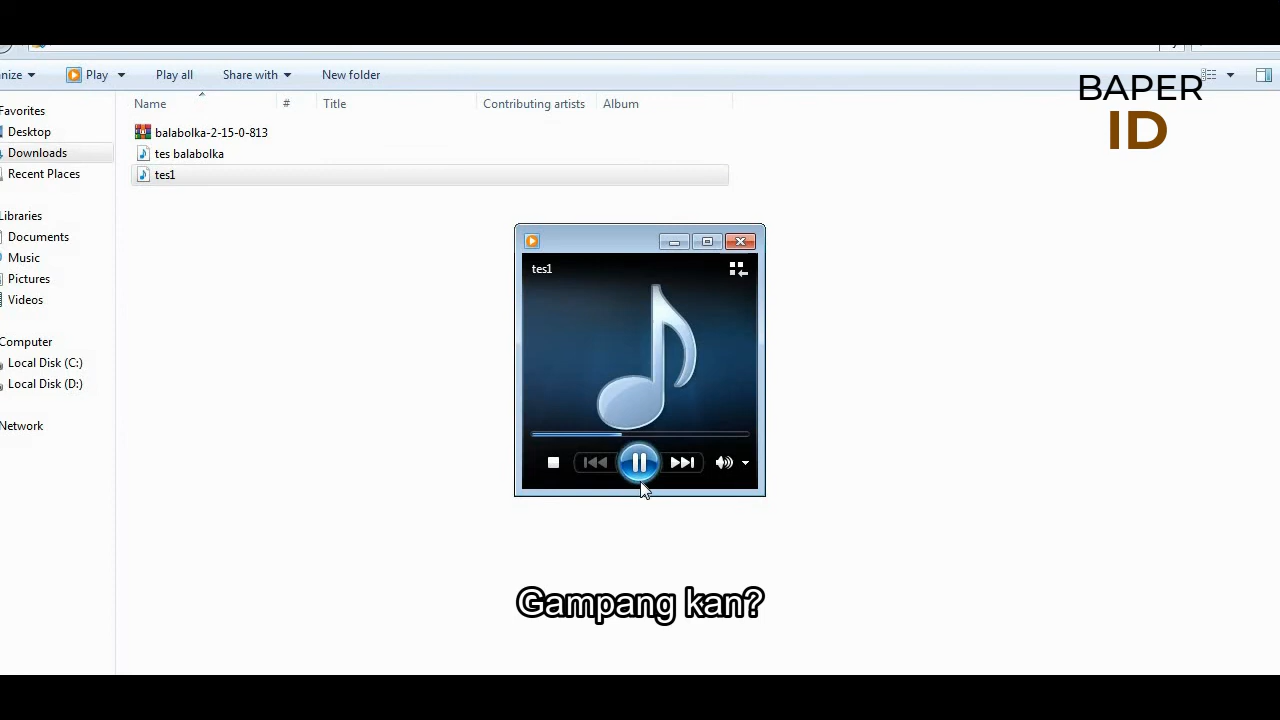 nize
Play
Play all
Share with
New folder
BAPER
ID
Name
#
Title
Contributing artists
Album
Favorites
Desktop
Downloads
Recent Places
Libraries
Documents
Music
Pictures
Videos
Computer
Local Disk (C:)
Local Disk (D:)
Network
balabolka-2-15-0-813
tes balabolka
tes1
tes1
Gampang kan?